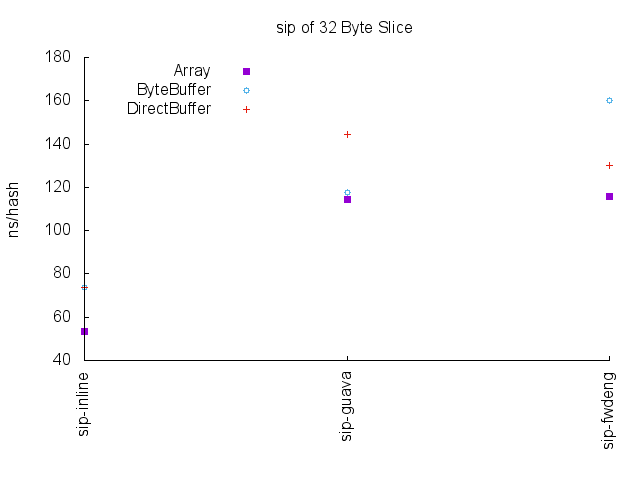 sip of 32 Byte Slice
180
160
140
120
100
80
60
40
ns/hash
Array
ByteBuffer
DirectBuffer
sip-inline
sip-guava
sip-fwdeng